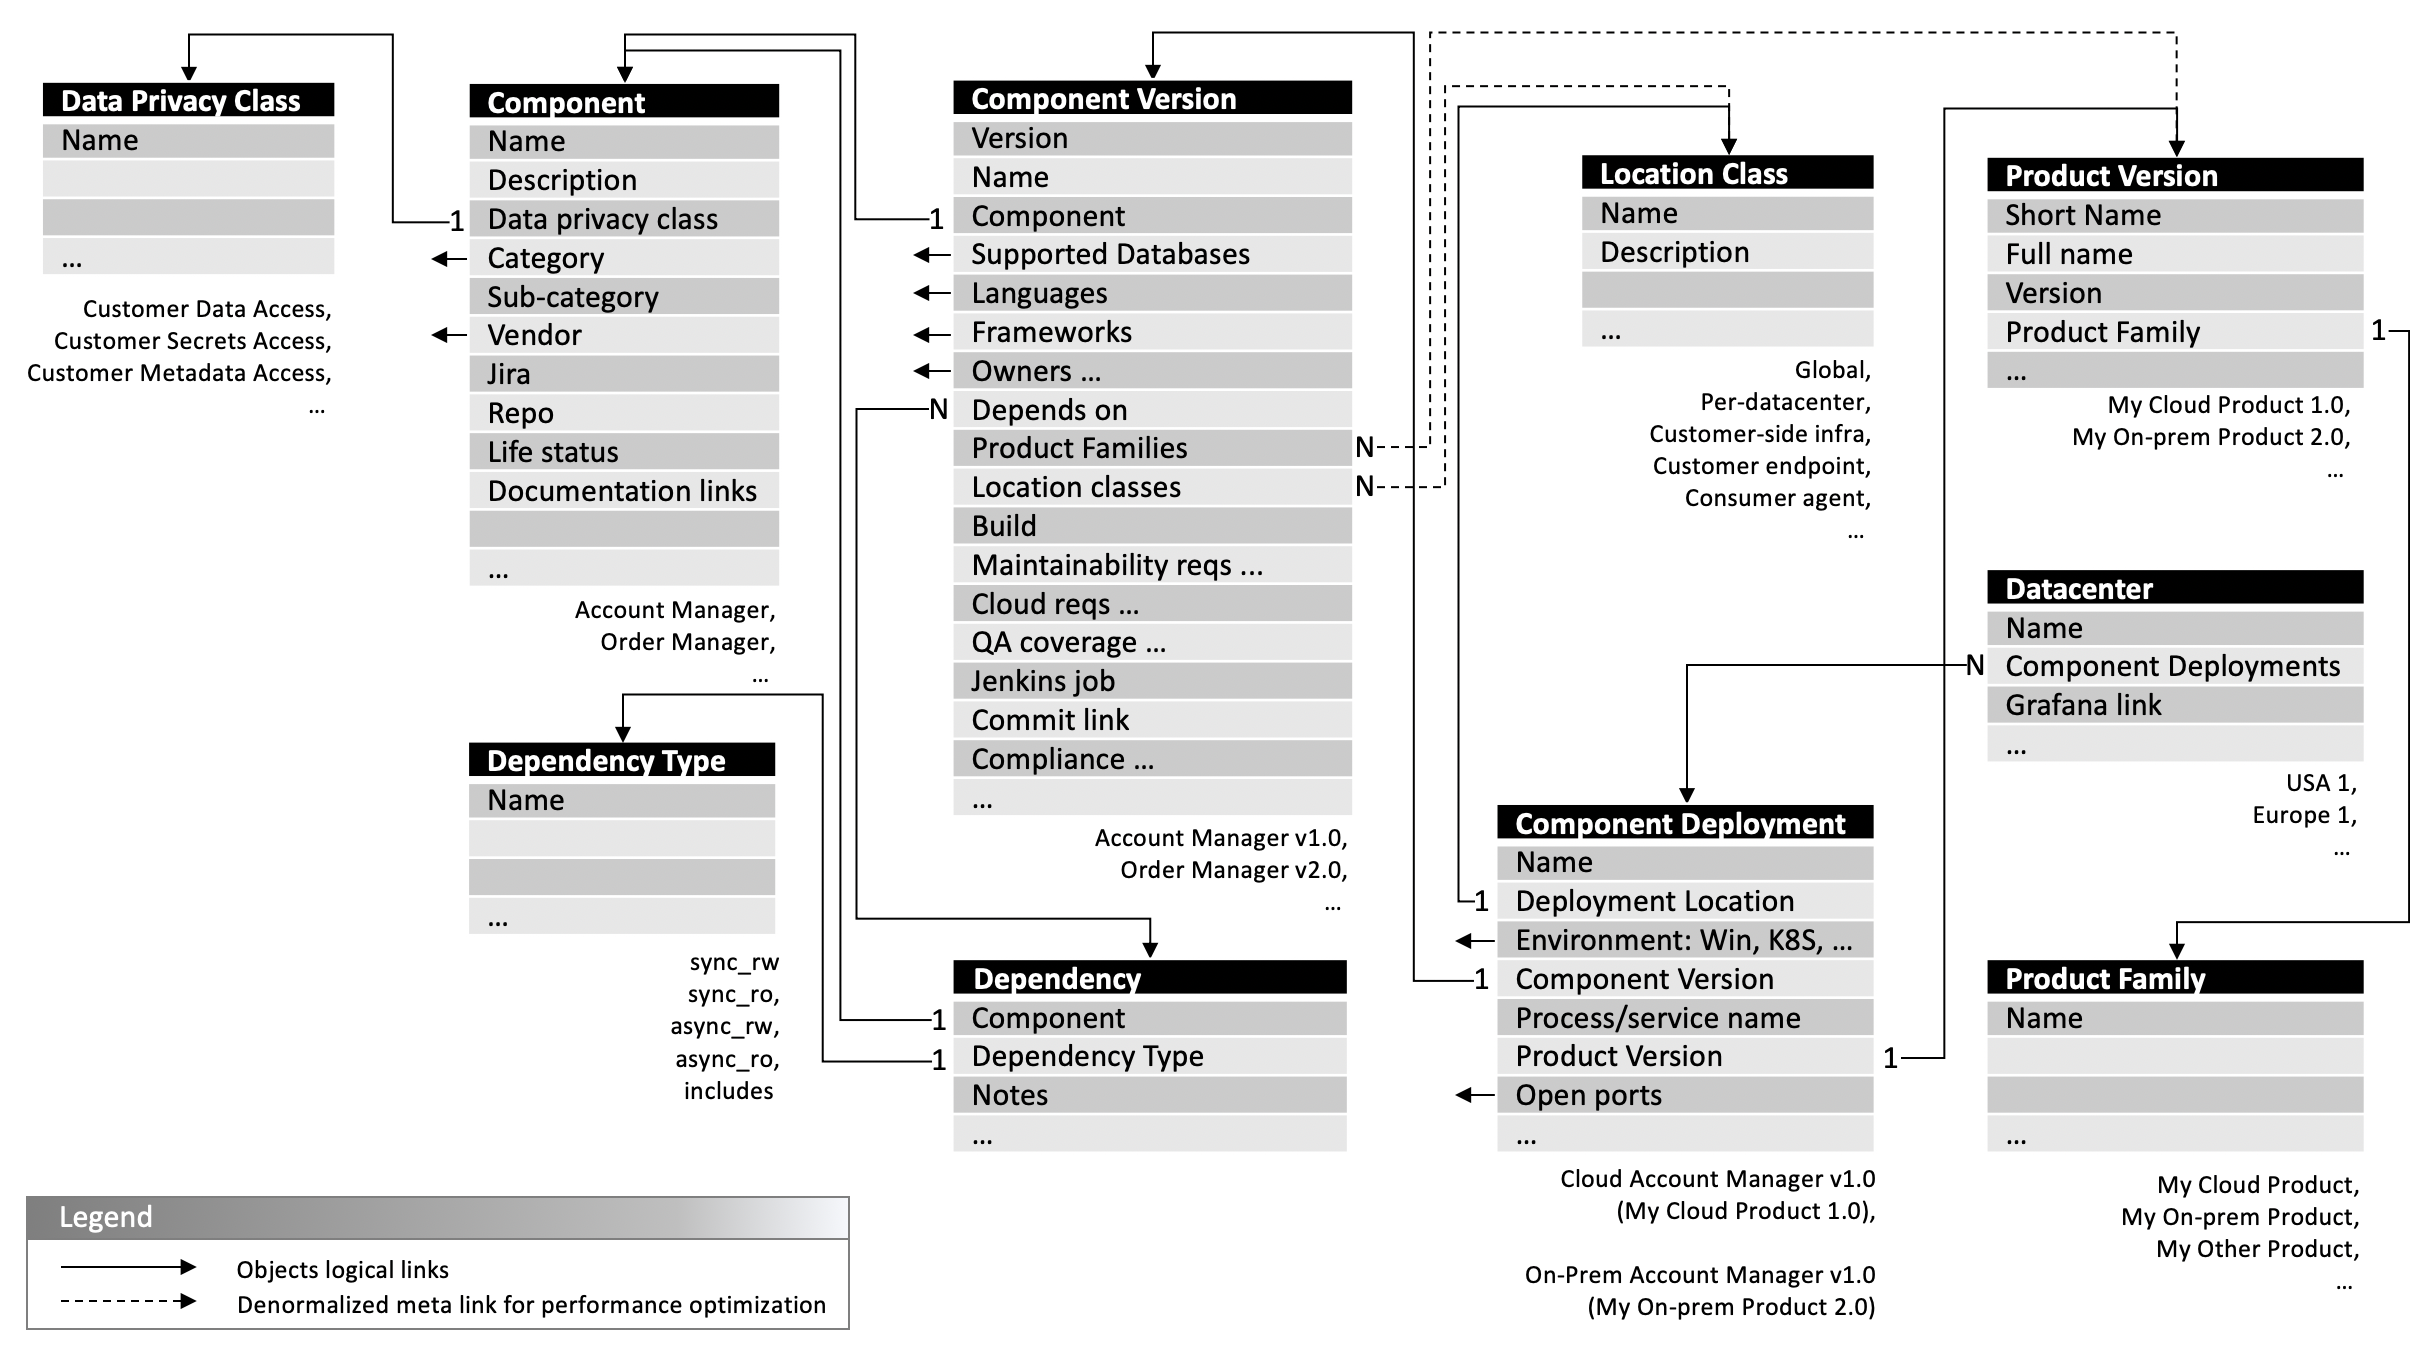 Data Privacy Class
Name
...
Customer Data Access,
Customer Secrets Access,
Customer Metadata Access,
...
Component
Name
Description
1 Data privacy class
Category
Sub-category
Vendor
Jira
Repo
Life status
Documentation links
...
Account Manager,
Order Manager,
...
Dependency Type
Name
...
sync_rw
sync_ro,
async_rw,
async_ro,
includes
Component Version
Version
Name
1 Component
Supported Databases
Languages
Frameworks
Owners ...
N Depends on
Product Families N
Location classes N
Build
Maintainability reqs ...
Cloud reqs ...
QA coverage ...
Jenkins job
Commit link
Compliance ...
...
Account Manager v1.0,
Order Manager v2.0,
...
Dependency
1 Component
1 Dependency Type
Notes
...
Location Class
Name
Description
...
Global,
Per-datacenter,
Customer-side infra,
Customer endpoint,
Consumer agent,
...
Component Deployment
Name
1 Deployment Location
Environment: Win, K8S, ...
1 Component Version
Process/service name
Product Version 1
Open ports
...
Cloud Account Manager v1.0
(My Cloud Product 1.0),
On-Prem Account Manager v1.0
(My On-prem Product 2.0)
Product Version
Short Name
Full name
Version
Product Family 1
...
My Cloud Product 1.0,
My On-prem Product 2.0,
...
Datacenter
Name
N Component Deployments
Grafana link
...
USA 1,
Europe 1,
...
Product Family
Name
...
My Cloud Product,
My On-prem Product,
My Other Product,
...
Legend
Objects logical links
Denormalized meta link for performance optimization